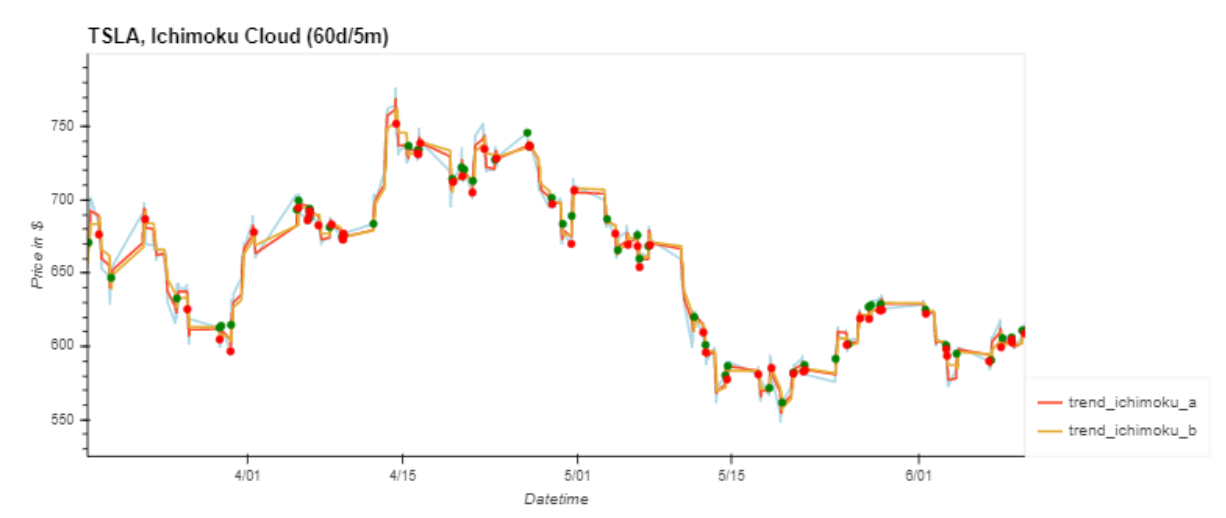 TSLA, Ichimoku Cloud (60d/5m)
Price in $
750
700
650
600
550
4/01
4/15
5/01
5/15
6/01
Datetime
trend_ichimoku_a
trend_ichimoku_b